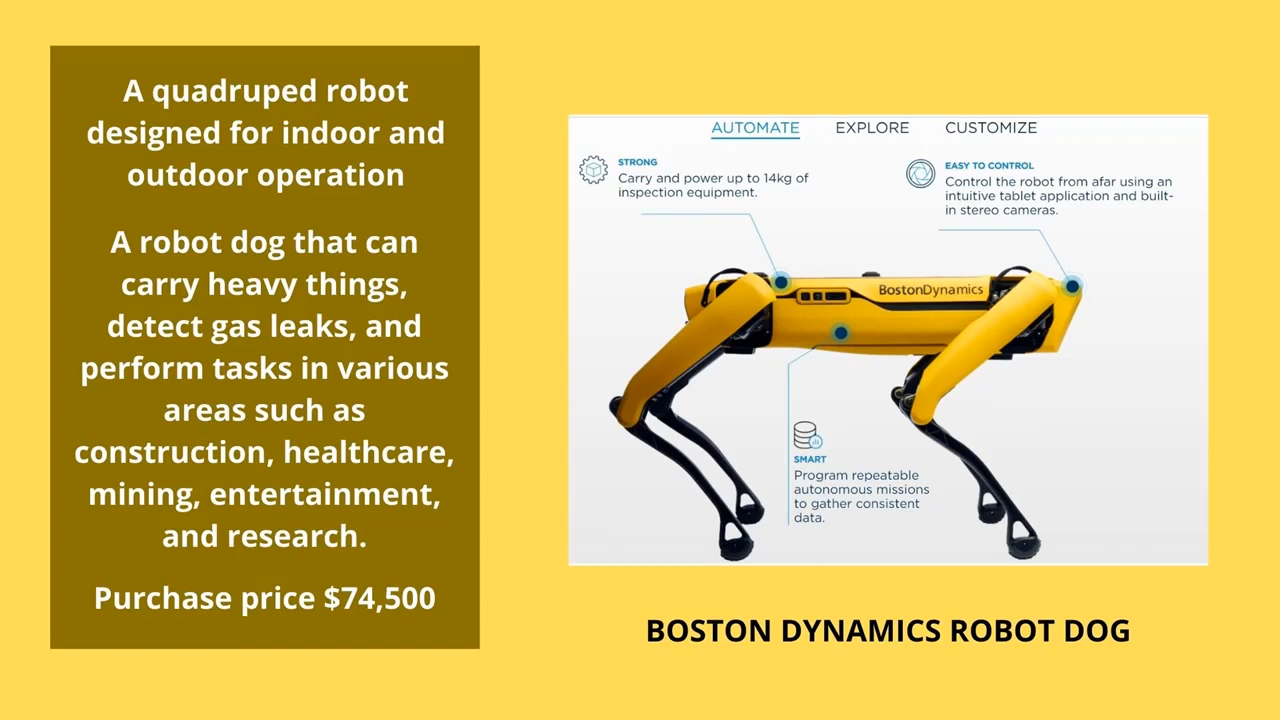 A quadruped robot
designed for indoor and
outdoor operation
A robot dog that can
carry heavy things,
detect gas leaks, and
perform tasks in various
areas such as
construction, healthcare,
mining, entertainment,
and research.
Purchase price $74,500
AUTOMATE EXPLORE CUSTOMIZE
STRONG
Carry and power up to 14kg of
inspection equipment.
EASY TO CONTROL
Control the robot from afar using an
intuitive tablet application and built-
in stereo cameras.
BostonDynamics
SMART
Program repeatable
autonomous missions
to gather consistent
data.
BOSTON DYNAMICS ROBOT DOG